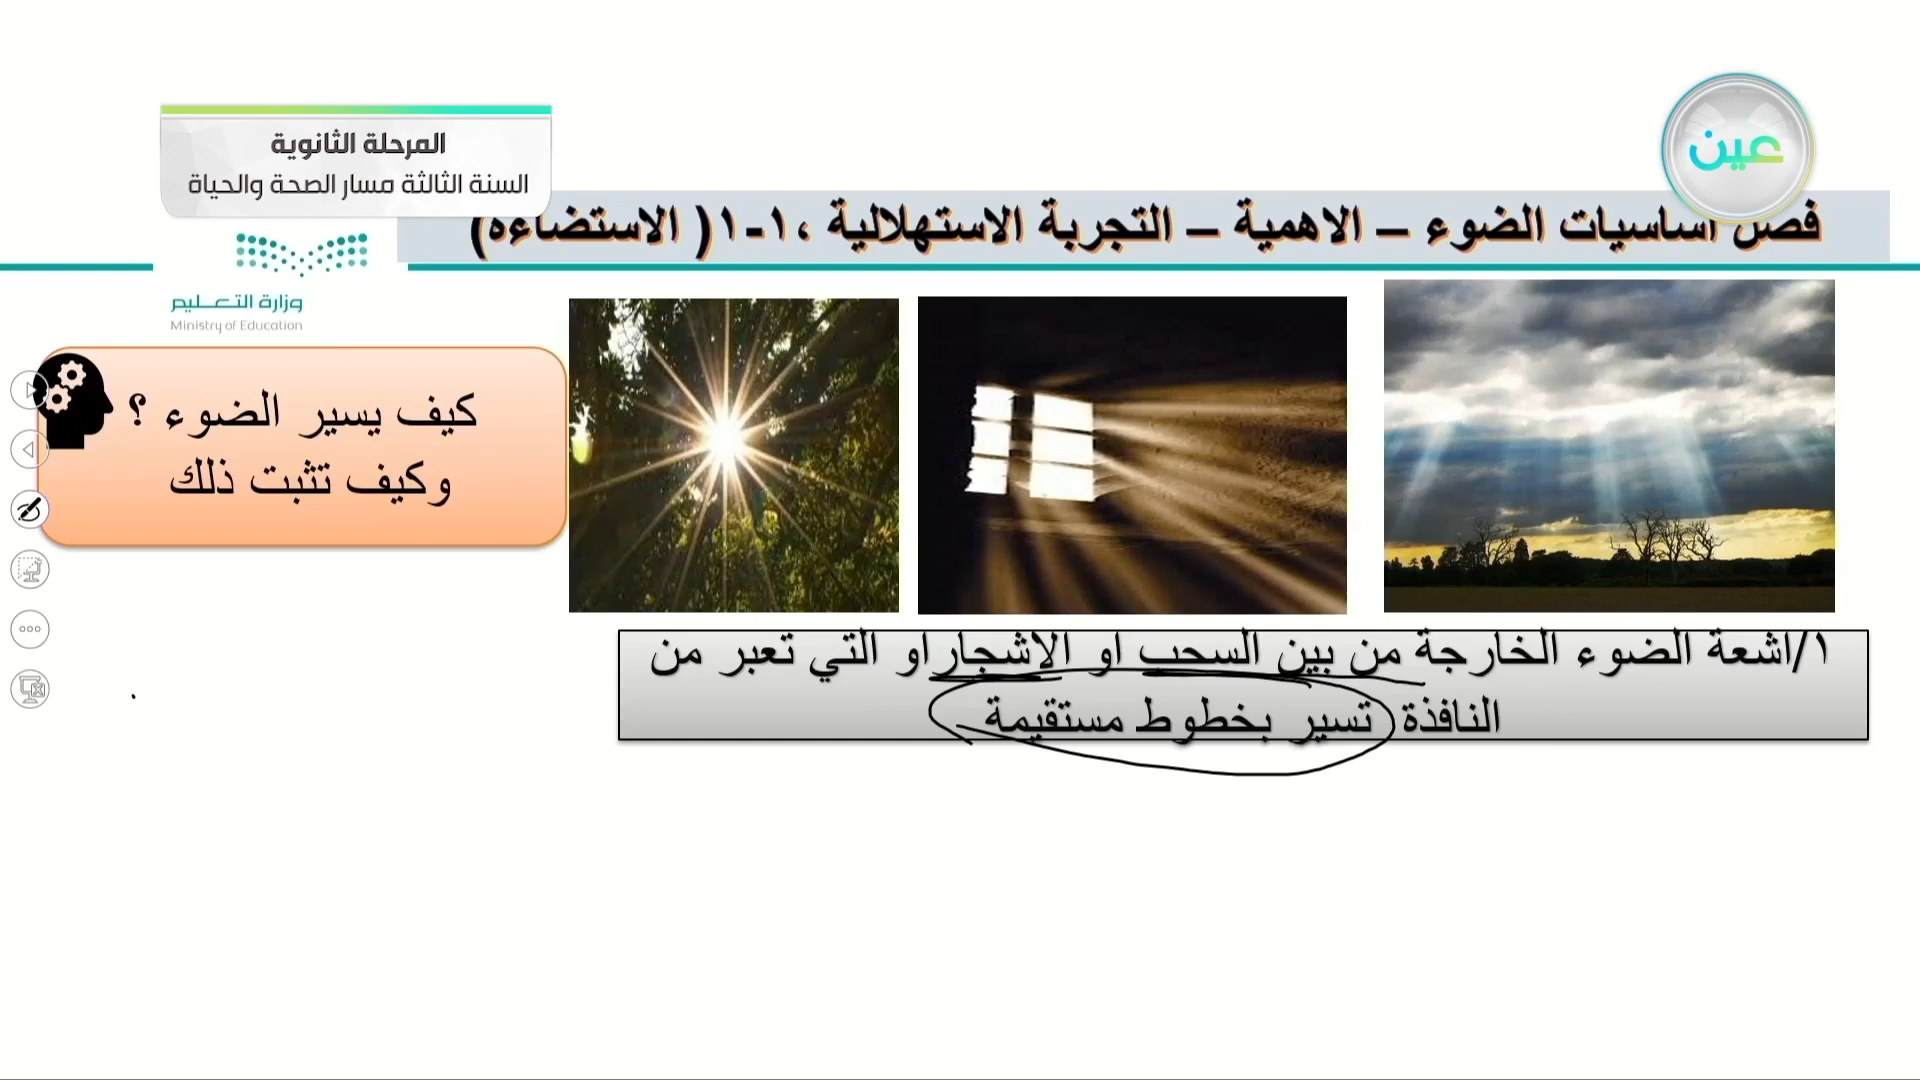 المرحلة الثانوية
السنة الثالثة مسار الصحة والحياة
عين
فصل اساسيات الضوء – الاهمية – التجربة الاستهلالية ،١-١( الاستضاءه)
وزارة التعليم
Ministry of Education
كيف يسير الضوء ؟
وكيف تثبت ذلك
١/اشعة الضوء الخارجة من بين السحب او الاشجار او التي تعبر من
النافذة تسير بخطوط مستقيمة